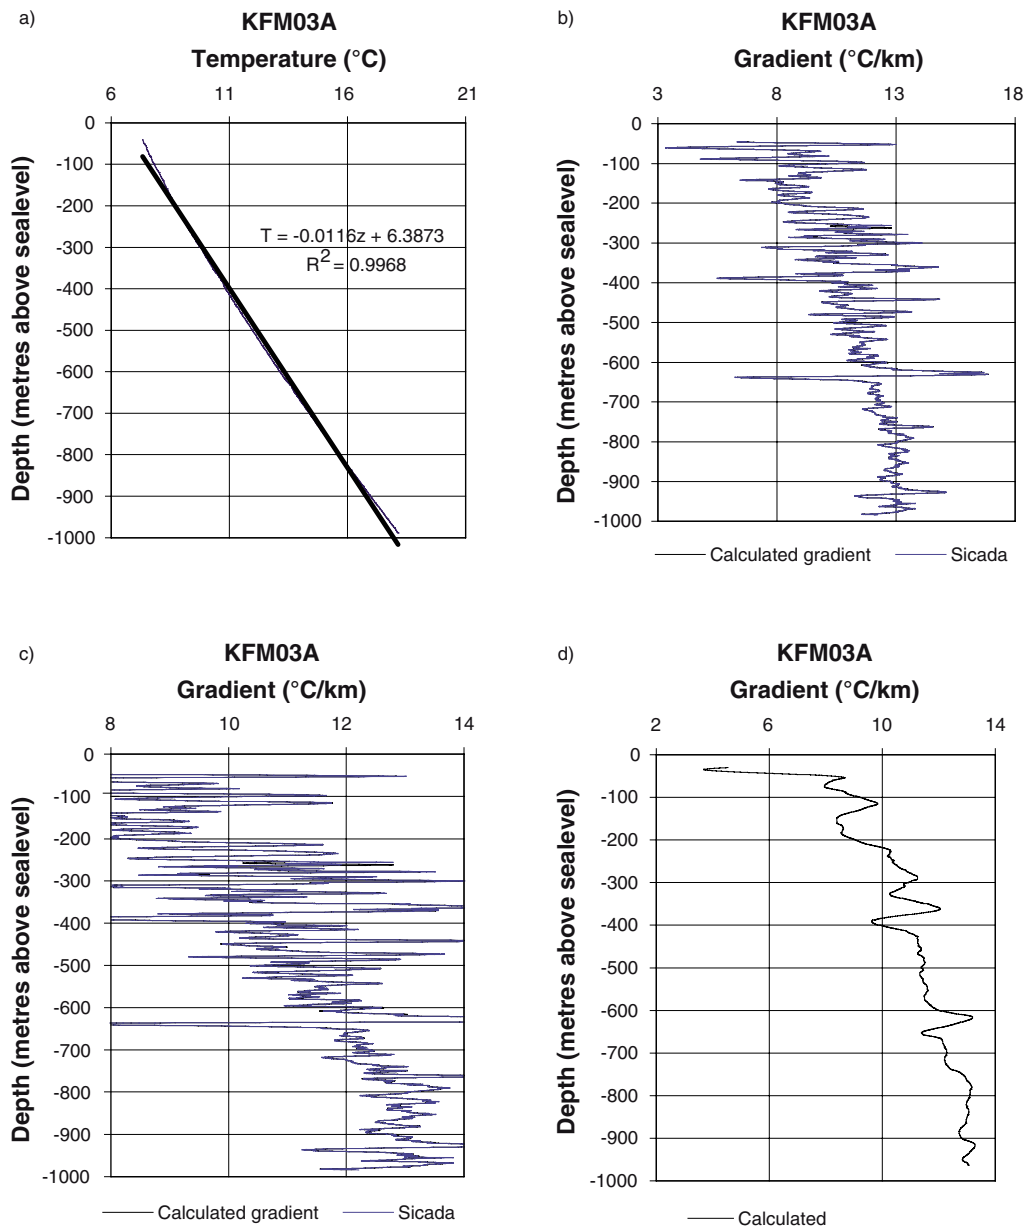 a)
KFM03A
Temperature (°C)
6 11 16 21
0
-100
-200
-300
-400
-500
-600
-700
-800
-900
-1000
Depth (metres above sealevel)
T = -0.0116z + 6.3873
R2 = 0.9968
b)
KFM03A
Gradient (°C/km)
3 8 13 18
0
-100
-200
-300
-400
-500
-600
-700
-800
-900
-1000
Depth (metres above sealevel)
Calculated gradient Sicada
c)
KFM03A
Gradient (°C/km)
8 10 12 14
0
-100
-200
-300
-400
-500
-600
-700
-800
-900
-1000
Depth (metres above sealevel)
Calculated gradient Sicada
d)
KFM03A
Gradient (°C/km)
2 6 10 14
0
-100
-200
-300
-400
-500
-600
-700
-800
-900
-1000
Depth (metres above sealevel)
Calculated